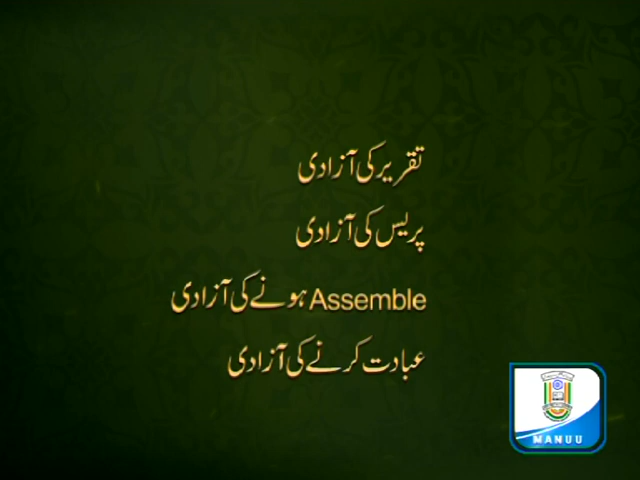 تقریر کی آزادی
پریس کی آزادی
Assemble ہونے کی آزادی
عبادت کرنے کی آزادی
MANUU